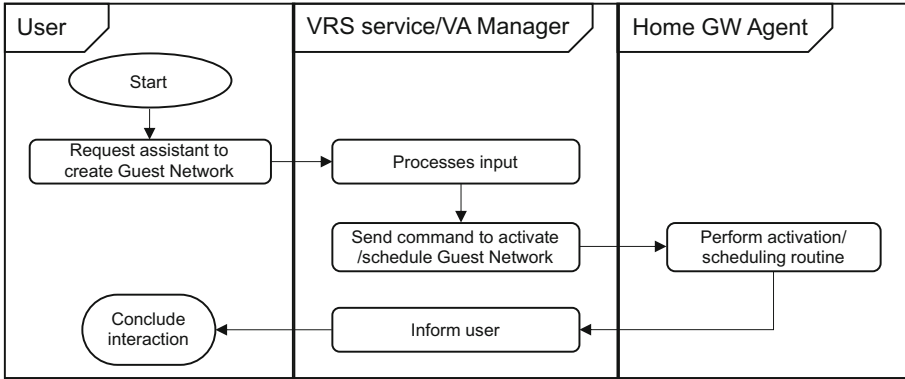 User
VRS service/VA Manager
Home GW Agent
Start
Request assistant to
create Guest Network
Processes input
Send command to activate
/schedule Guest Network
Perform activation/
scheduling routine
Conclude
interaction
Inform user